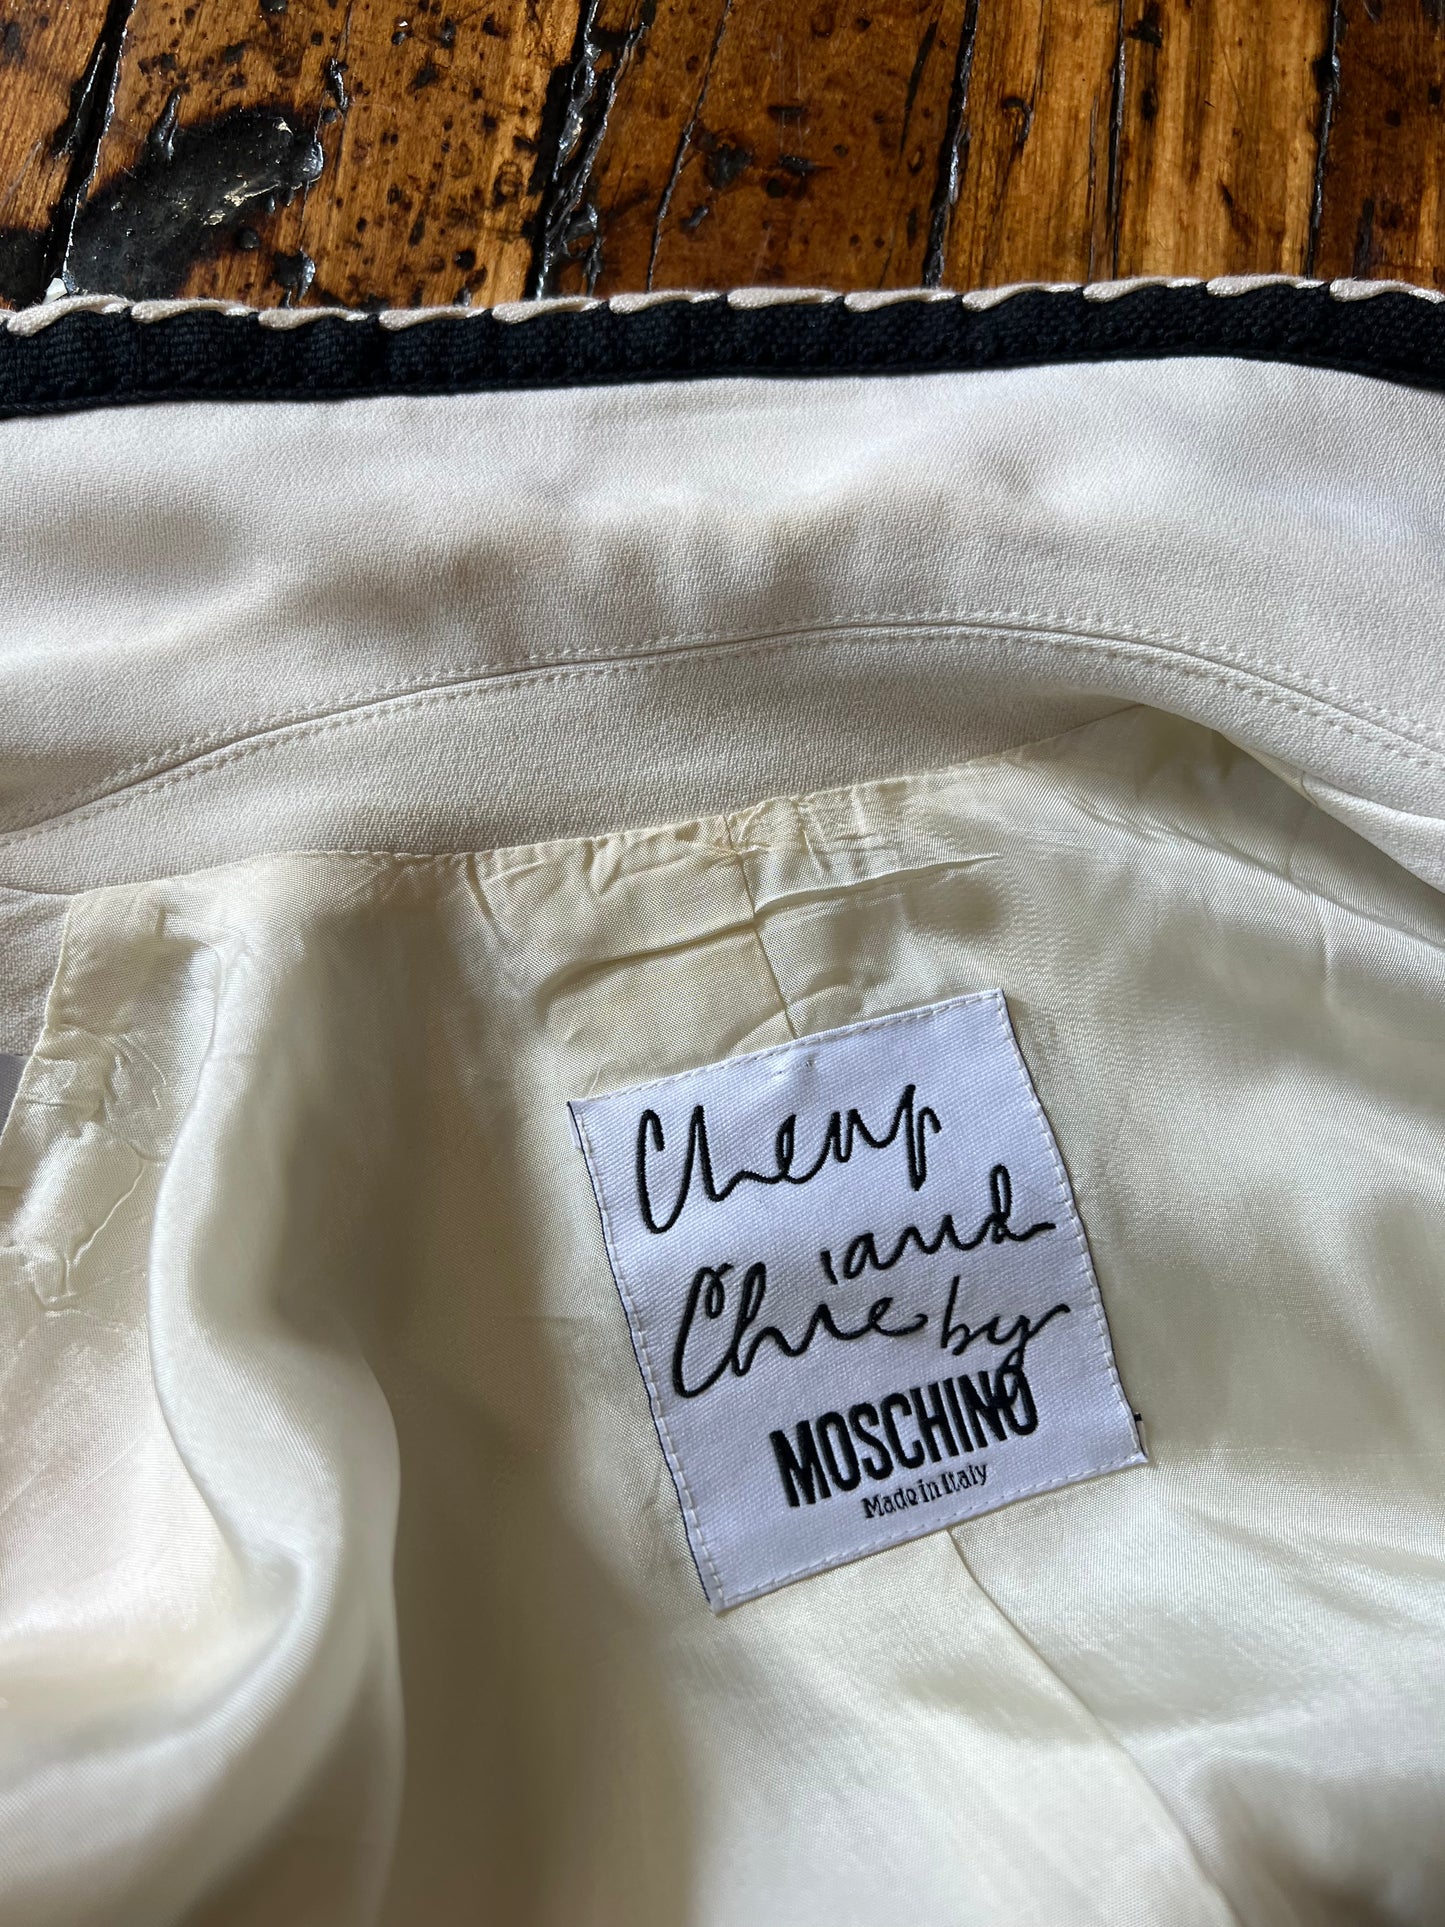 Cheap
and
Chic by
MOSCHINO
Made in Italy